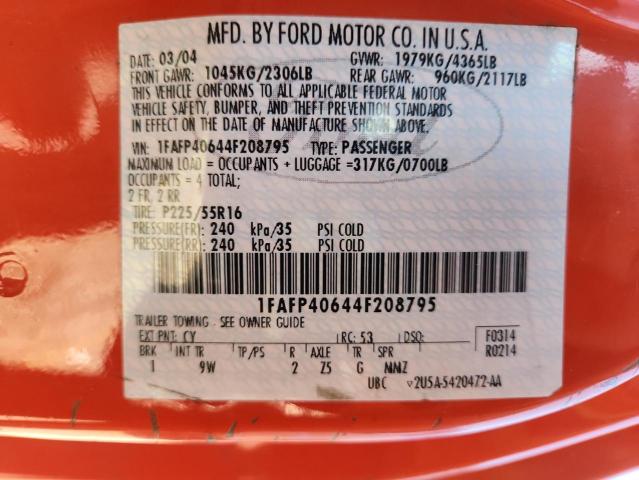 MFD. BY FORD MOTOR CO. IN U.S.A.
03/04 GVWR: 1979KG/4365LB
FRONT GAWR: 1045KG/2306LB REAR GAWR: 960KG/2117LB
THIS VEHICLE CONFORMS TO ALL APPLICABLE FEDERAL MOTOR
VEHICLE SAFETY, BUMPER, AND THEFT PREVENTION STANDARDS
IN EFFECT ON THE DATE OF MANUFACTURE SHOWN ABOVE.
VIN: 1FAFP40644F208795 TYPE: PASSENGER
MAXIMUM LOAD = OCCUPANTS + LUGGAGE =317KG/0700LB
OCCUPANTS = 4 TOTAL;
2 FR, 2 RR
TIRE: P225/55R16
PRESSURE(FR): 240 kPa/35 PSI COLD
PRESSURE(RR): 240 kPa/35 PSI COLD
1FAFP40644F208795
TRAILER TOWING - SEE OWNER GUIDE
EXT PNT: CY RC: 53 DSO: F0314
BRK INT TR TP/PS R AXLE TR SPR R0214
1 9W 2 Z5 G MMZ
UBC ▽2U5A-5420472-AA